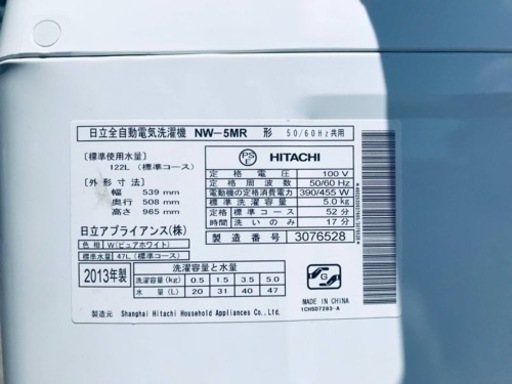 日立全自動電気洗濯機 NW-5MR 形 50/60Hz共用
[標準使用水量]
122L (標準コース)
[外形寸法]
幅 539 mm
奥行 508 mm
高さ 965 mm
日立アプライアンス(株)
色相 W(ピュアホワイト)
標準水量 47L (標準コース)
PS E HITACHI
定格電圧 100 V
定格周波数 50/60 Hz
電動機の定格消費電力 390/455 W
標準洗濯容量 5.0kg
定格 標準コース 52 分
時間 洗いのみ 17 分
製造番号 3076528
2013年製
洗濯容量と水量
洗濯容量(kg) 0.5 1.5 3.5 5.0
水量(L) 20 31 40 47
G
MADE IN CHINA
製造元 Shanghai Hitachi Household Appliances Co., Ltd.
1CH5D7283-A